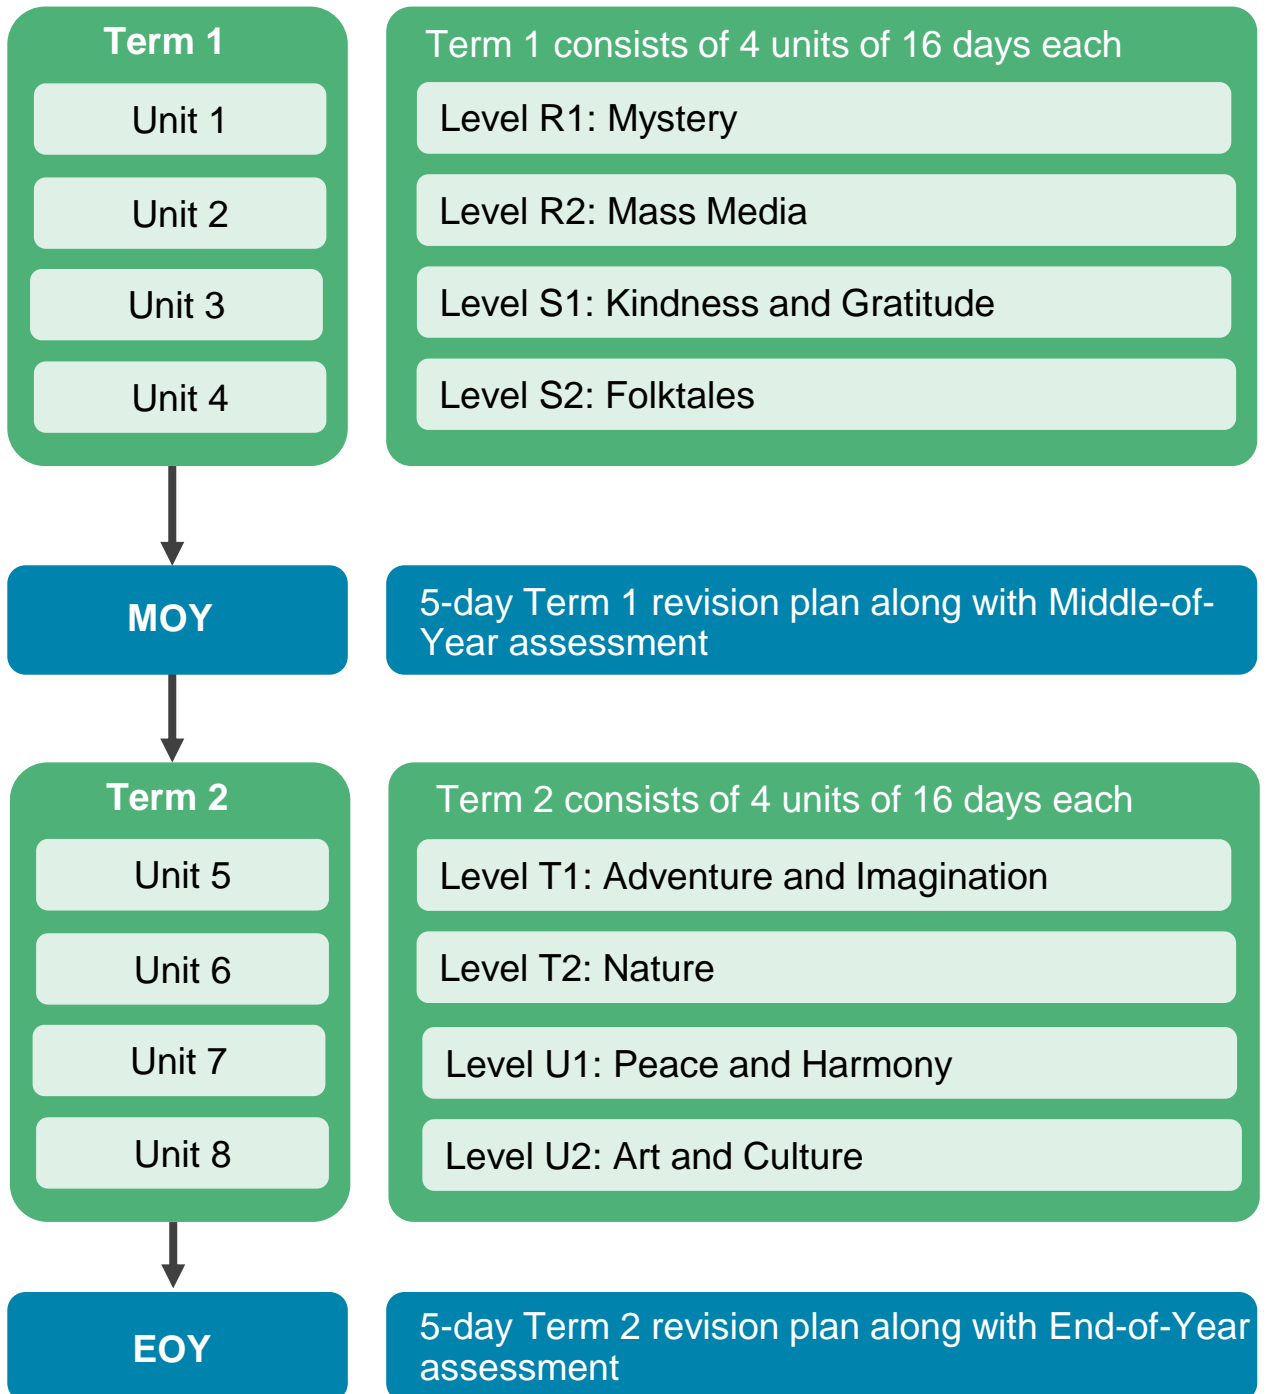 Term 1
Unit 1
Unit 2
Unit 3
Unit 4
Term 1 consists of 4 units of 16 days each
Level R1: Mystery
Level R2: Mass Media
Level S1: Kindness and Gratitude
Level S2: Folktales
MOY
5-day Term 1 revision plan along with Middle-of-
Year assessment
Term 2
Unit 5
Unit 6
Unit 7
Unit 8
Term 2 consists of 4 units of 16 days each
Level T1: Adventure and Imagination
Level T2: Nature
Level U1: Peace and Harmony
Level U2: Art and Culture
EOY
5-day Term 2 revision plan along with End-of-Year
assessment